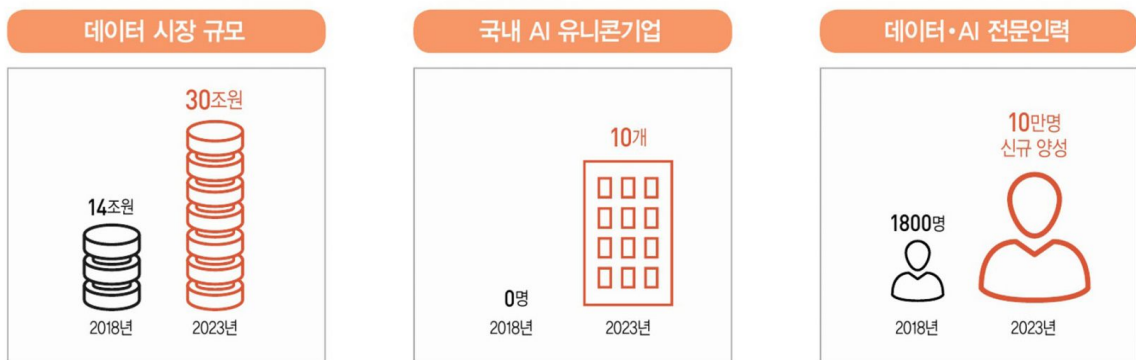 데이터 시장 규모
30조원
14조원
2018년 2023년
국내 AI 유니콘기업
10개
0명
2018년 2023년
데이터•AI 전문인력
10만명
신규 양성
1800명
2018년 2023년